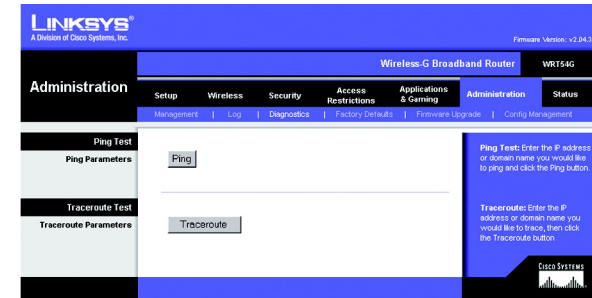 LINKSYS®
A Division of Cisco Systems, Inc.
Firmware Version: v2.04.3
Wireless-G Broadband Router
WRT54G
Administration
Setup
Wireless
Security
Access
Restrictions
Applications
& Gaming
Administration
Status
Management | Log | Diagnostics | Factory Defaults | Firmware Upgrade | Config Management
Ping Test
Ping Parameters
Ping
Ping Test: Enter the IP address
or domain name you would like
to ping and click the Ping button.
Traceroute Test
Traceroute Parameters
Traceroute
Traceroute: Enter the IP
address or domain name you
would like to trace, then click
the Traceroute button
CISCO SYSTEMS